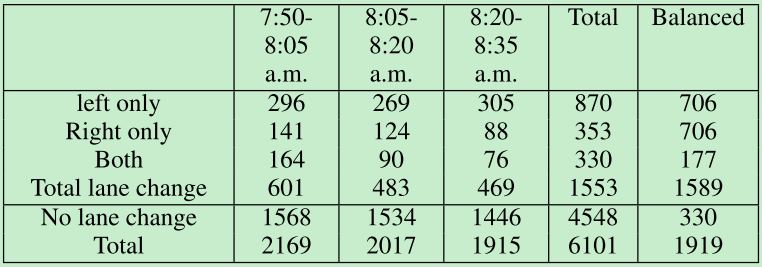 7:50-8:05 a.m. 8:05-8:20 a.m. 8:20-8:35 a.m. Total Balanced
left only 296 269 305 870 706
Right only 141 124 88 353 706
Both 164 90 76 330 177
Total lane change 601 483 469 1553 1589
No lane change 1568 1534 1446 4548 330
Total 2169 2017 1915 6101 1919